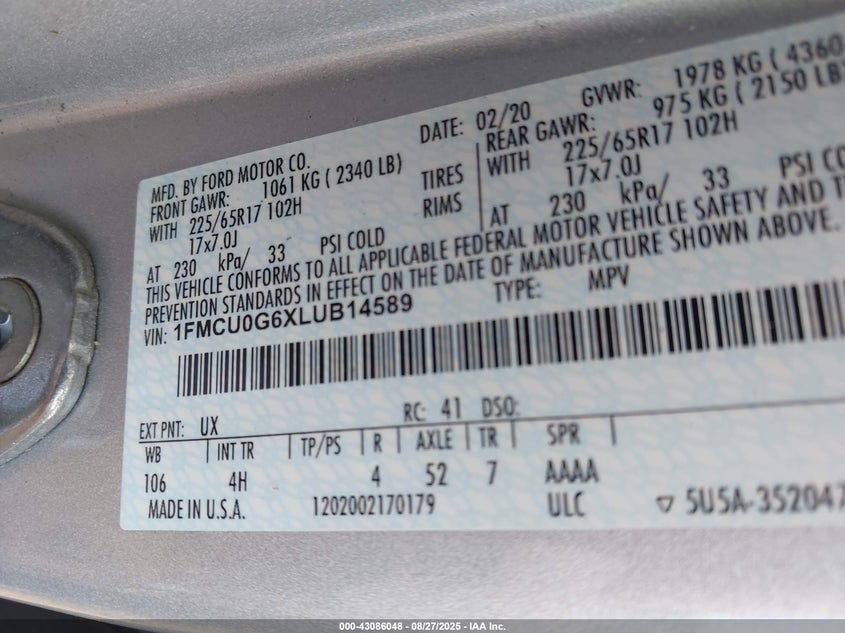 DATE: 02/20 GVWR: 1978 KG ( 4360
MFD. BY FORD MOTOR CO.
FRONT GAWR: 1061 KG ( 2340 LB) REAR GAWR: 975 KG ( 2150 LB)
WITH 225/65R17 102H TIRES WITH 225/65R17 102H
17x7.0J RIMS 17x7.0J
AT 230 kPa/ 33 PSI COLD AT 230 kPa/ 33 PSI CO
THIS VEHICLE CONFORMS TO ALL APPLICABLE FEDERAL MOTOR VEHICLE SAFETY AND T
PREVENTION STANDARDS IN EFFECT ON THE DATE OF MANUFACTURE SHOWN ABOVE.
VIN: 1FMCU0G6XLUB14589 TYPE: MPV
EXT PNT: UX RC: 41 DSO:
WB INT TR TP/PS R AXLE TR SPR
106 4H 4 52 7 AAAA
MADE IN U.S.A. 1202002170179 ULC 5U5A-352047
000-43086048 - 08/27/2025 - IAA Inc.